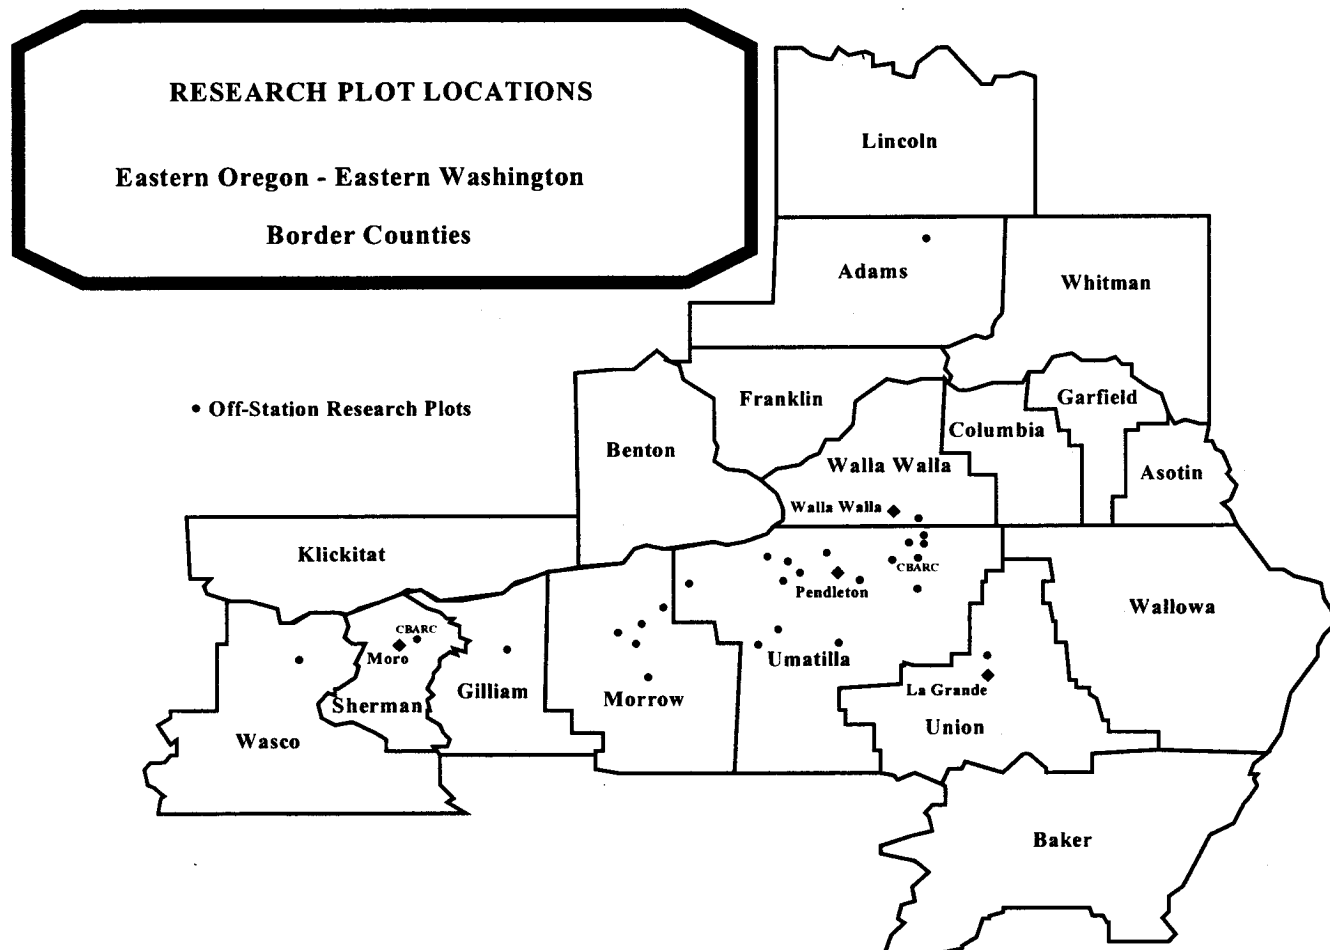 RESEARCH PLOT LOCATIONS
Eastern Oregon - Eastern Washington
Border Counties
Lincoln
Adams
Whitman
• Off-Station Research Plots
Franklin
Garfield
Benton
Columbia
Walla Walla
Asotin
Walla Walla
Klickitat
CBARC
Pendleton
Wallowa
CBARC
Moro
Umatilla
Gilliam
La Grande
Morrow
Sherman
Union
Wasco
Baker